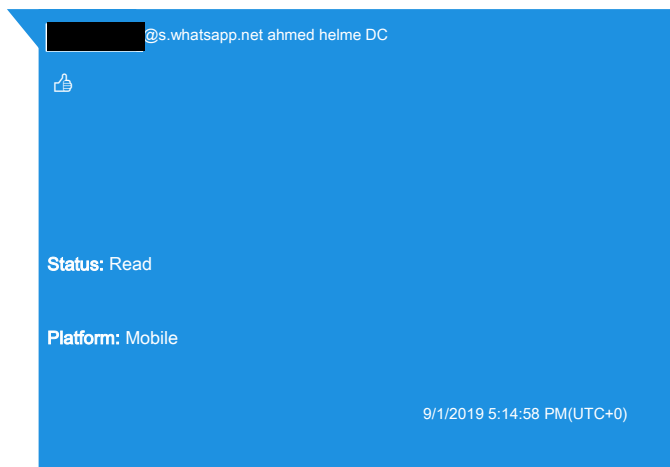 @s.whatsapp.net ahmed helme DC
👍
Status: Read
Platform: Mobile
9/1/2019 5:14:58 PM(UTC+0)